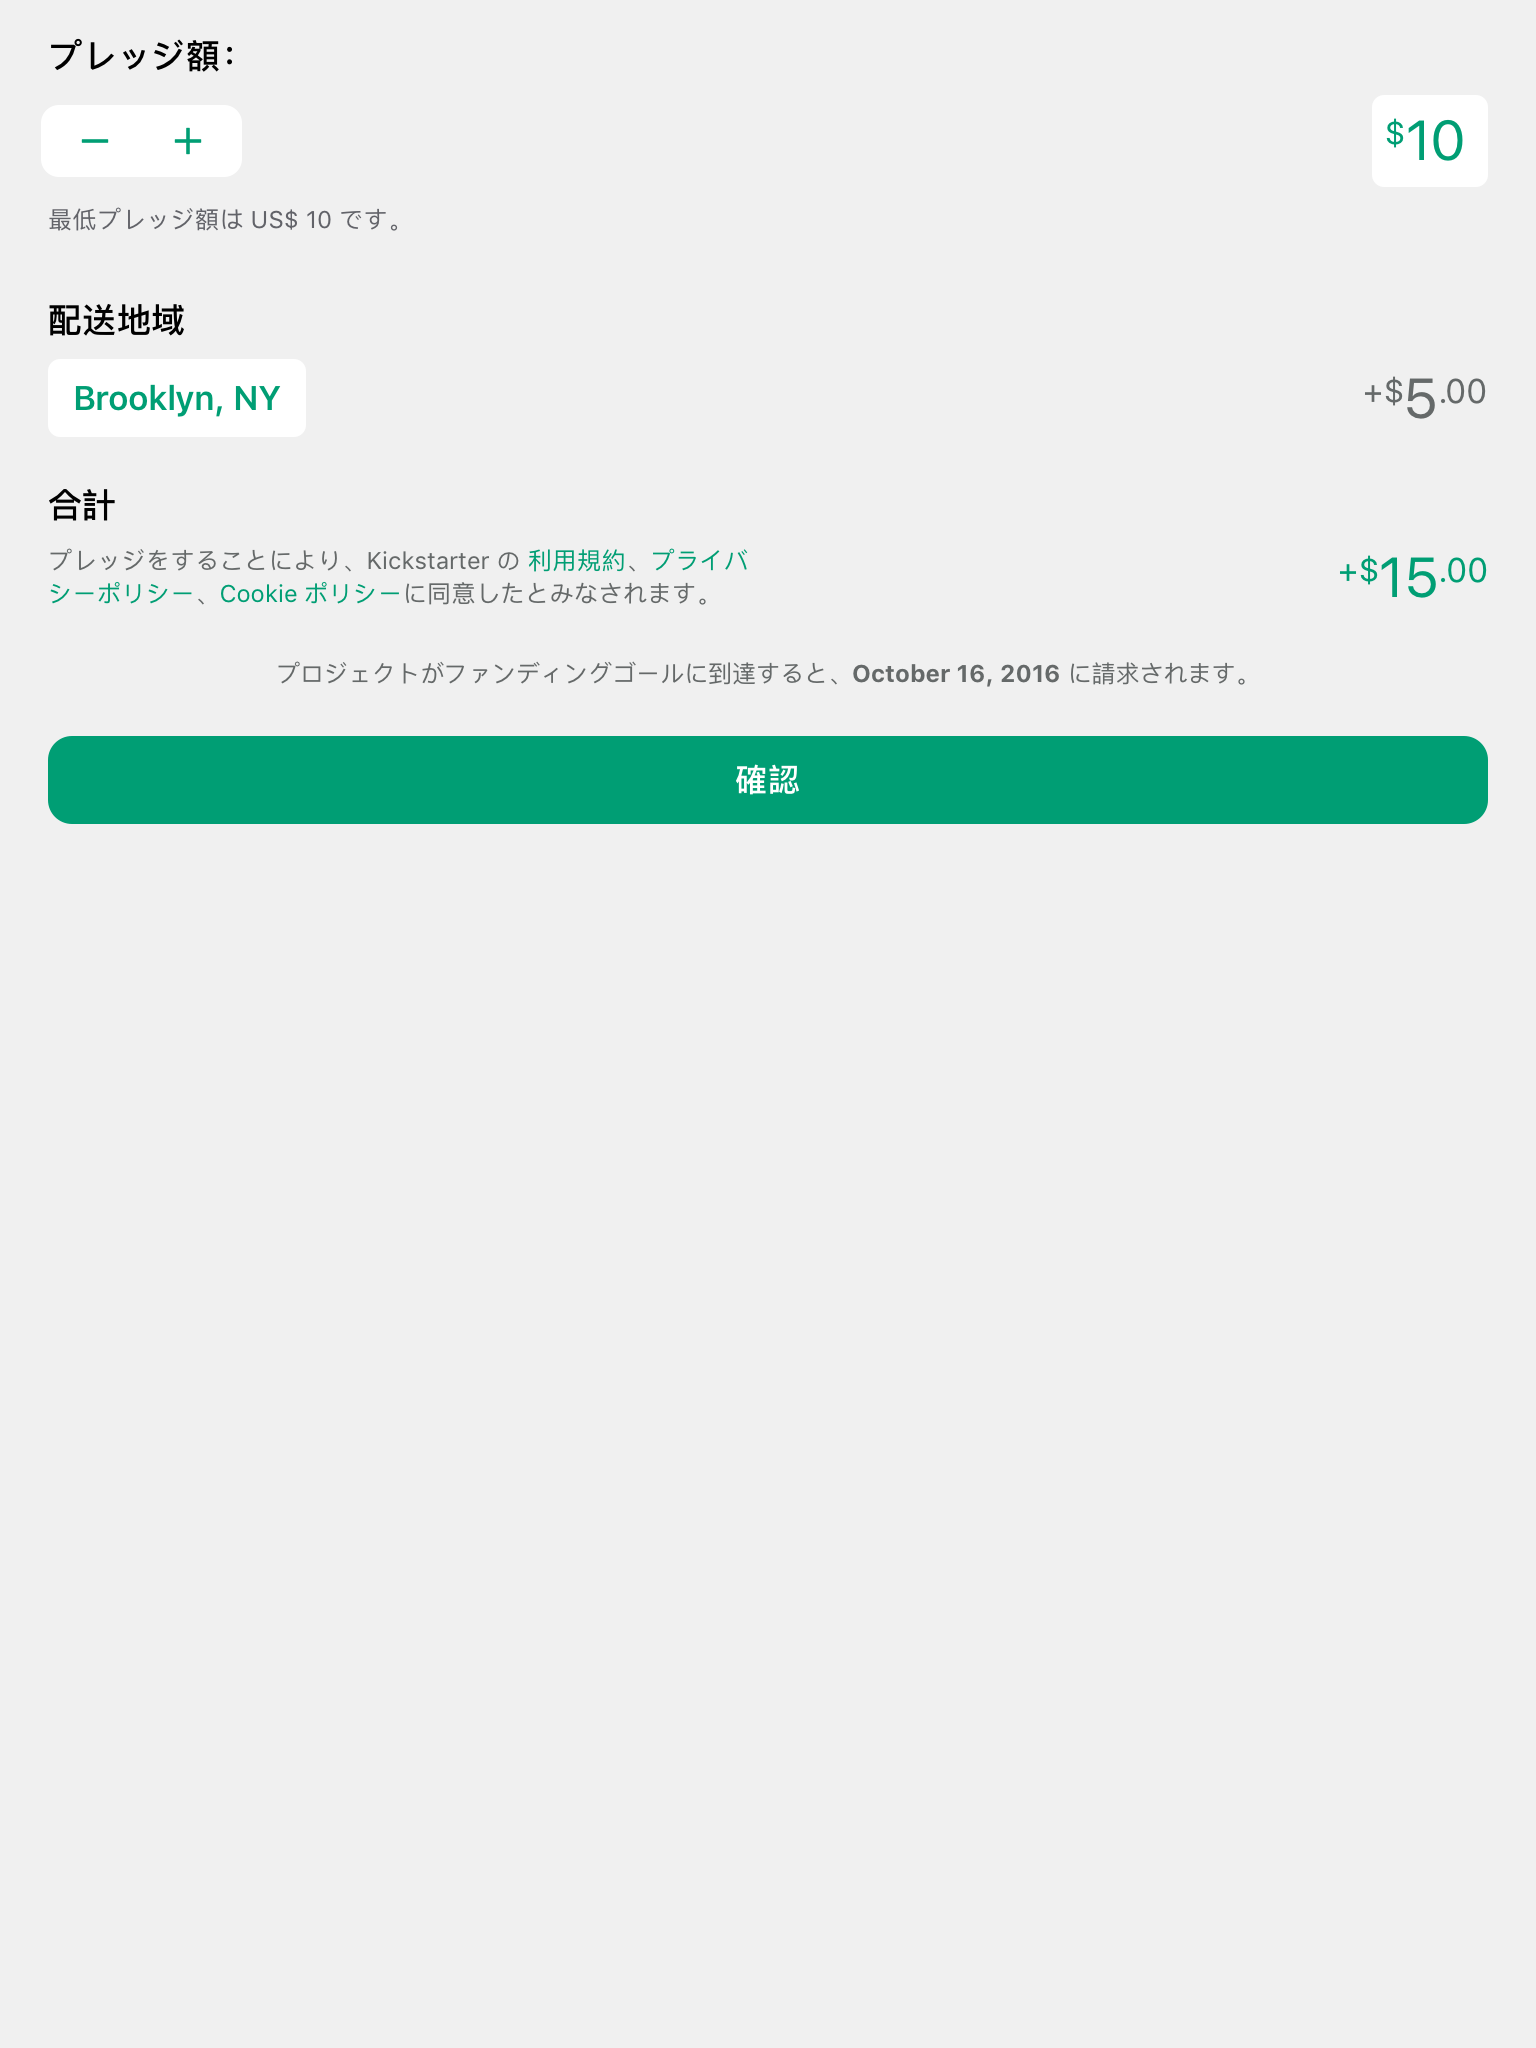 プレッジ額：
− +
$10
最低プレッジ額は US$ 10 です。
配送地域
Brooklyn, NY
+$5.00
合計
プレッジをすることにより、Kickstarter の 利用規約、プライバ
シーポリシー、Cookie ポリシーに同意したとみなされます。
+$15.00
プロジェクトがファンディングゴールに到達すると、October 16, 2016 に請求されます。
確認